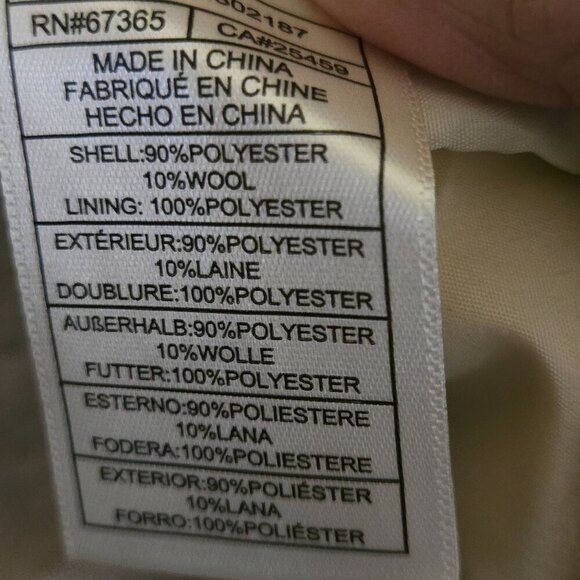 RN#67365
CA#25459
MADE IN CHINA
FABRIQUÉ EN CHINE
HECHO EN CHINA
SHELL:90%POLYESTER
10%WOOL
LINING: 100%POLYESTER
EXTÉRIEUR:90%POLYESTER
10%LAINE
DOUBLURE:100%POLYESTER
AUßERHALB:90%POLYESTER
10%WOLLE
FUTTER:100%POLYESTER
ESTERNO:90%POLIESTERE
10%LANA
FODERA:100%POLIESTERE
EXTERIOR:90%POLIÉSTER
10%LANA
FORRO:100%POLIÉSTER